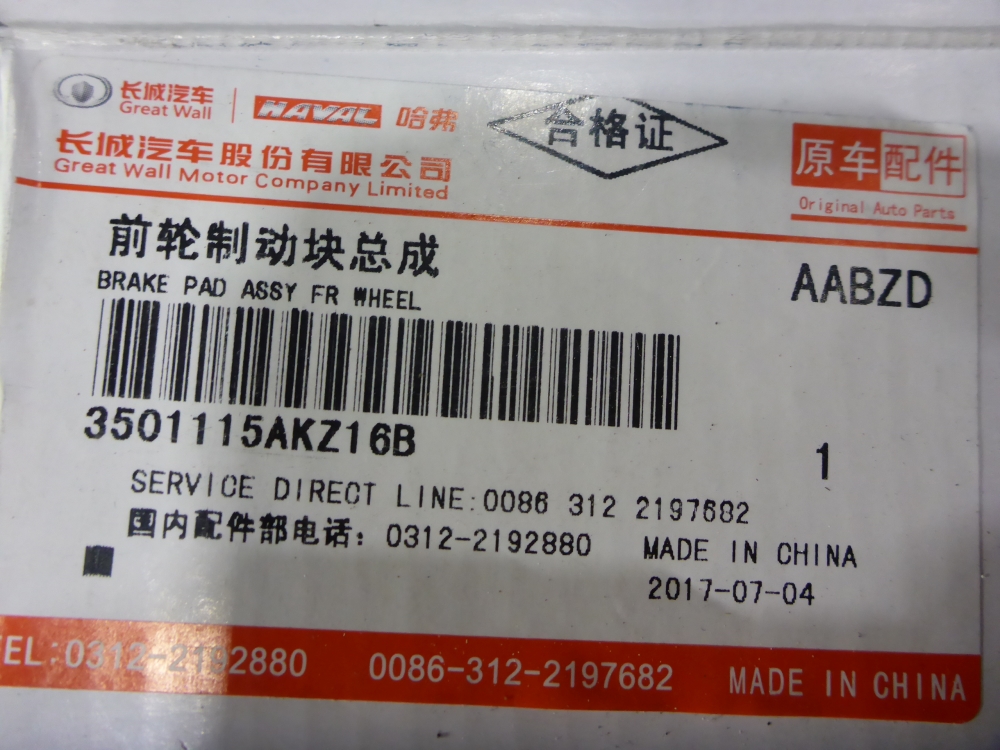 长城汽车
Great Wall
HAVAL 哈弗
合格证
长城汽车股份有限公司
Great Wall Motor Company Limited
原车配件
Original Auto Parts
前轮制动块总成
BRAKE PAD ASSY FR WHEEL
AABZD
3501115AKZ16B
1
SERVICE DIRECT LINE:0086 312 2197682
国内配件部电话: 0312-2192880 MADE IN CHINA
2017-07-04
EL:0312-2192880 0086-312-2197682 MADE IN CHINA